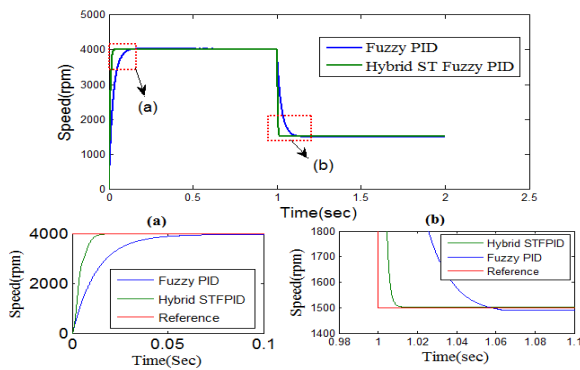 5000
4000
3000
2000
1000
0
Speed(rpm)
0
0.5
1
1.5
2
2.5
Time(sec)
Fuzzy PID
Hybrid ST Fuzzy PID
(a)
(b)
(a)
4000
2000
0
Speed(rpm)
0
0.05
0.1
Time(Sec)
Fuzzy PID
Hybrid STFPID
Reference
(b)
1800
1700
1600
1500
1400
Speed(rpm)
0.98
1
1.02
1.04
1.06
1.08
1.1
Time(sec)
Hybrid STFPID
Fuzzy PID
Reference